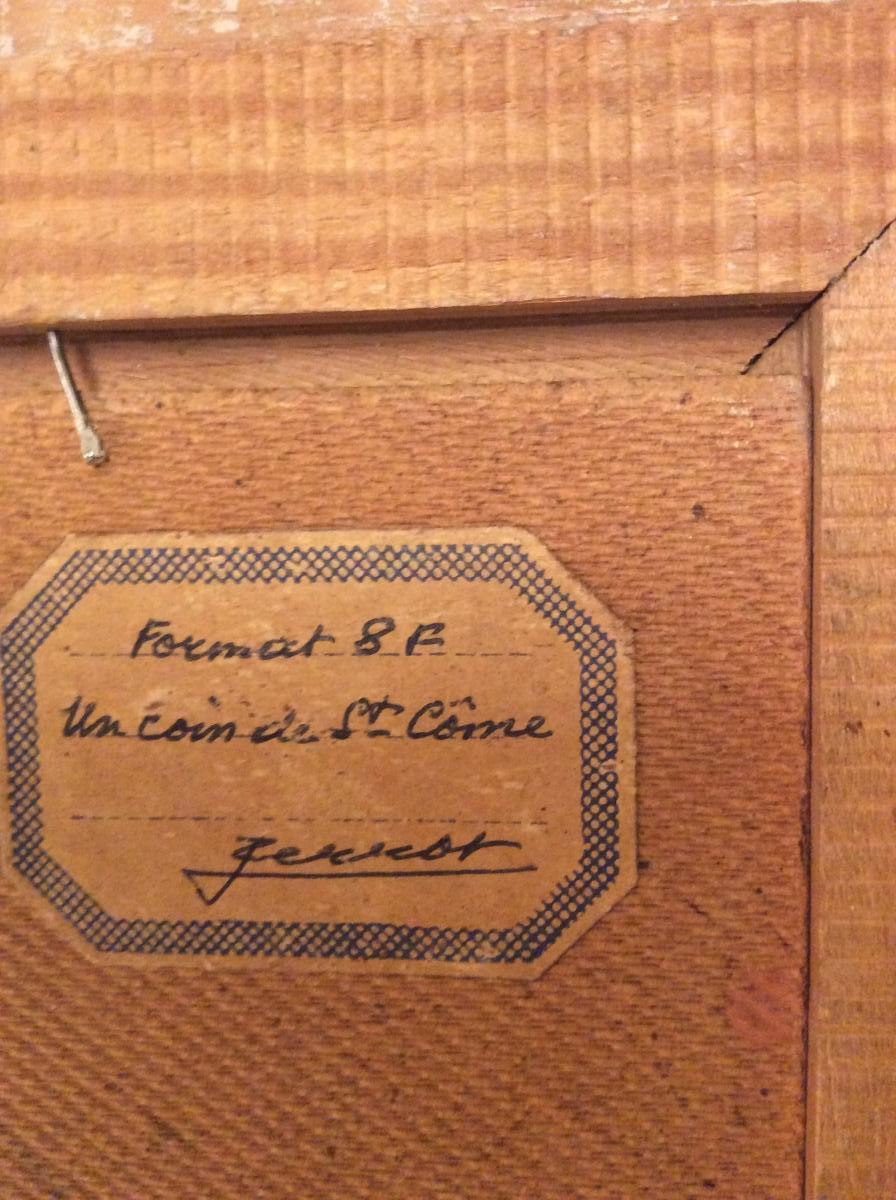 Format 8 F
Un coin de St Côme